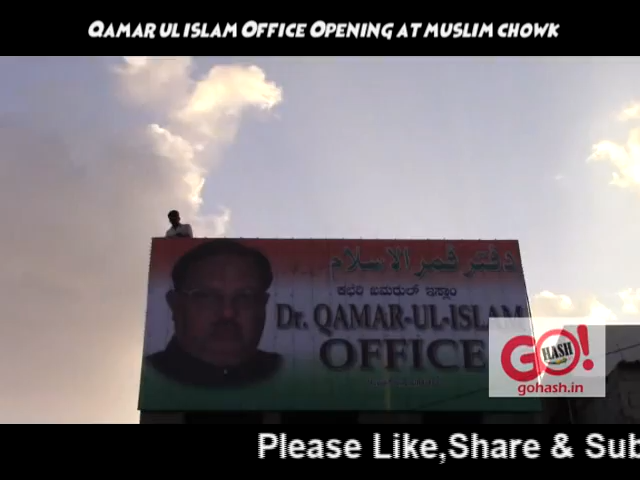 Qamar ul islam Office Opening at muslim chowk
دفتر قمر الاسلام
ಕಛೇರಿ ಖಮರುಲ್ ಇಸ್ಲಾಂ
Dr. QAMAR-UL-ISLAM
OFFICE
GO!
HASH
gohash.in
Please Like,Share & Sub